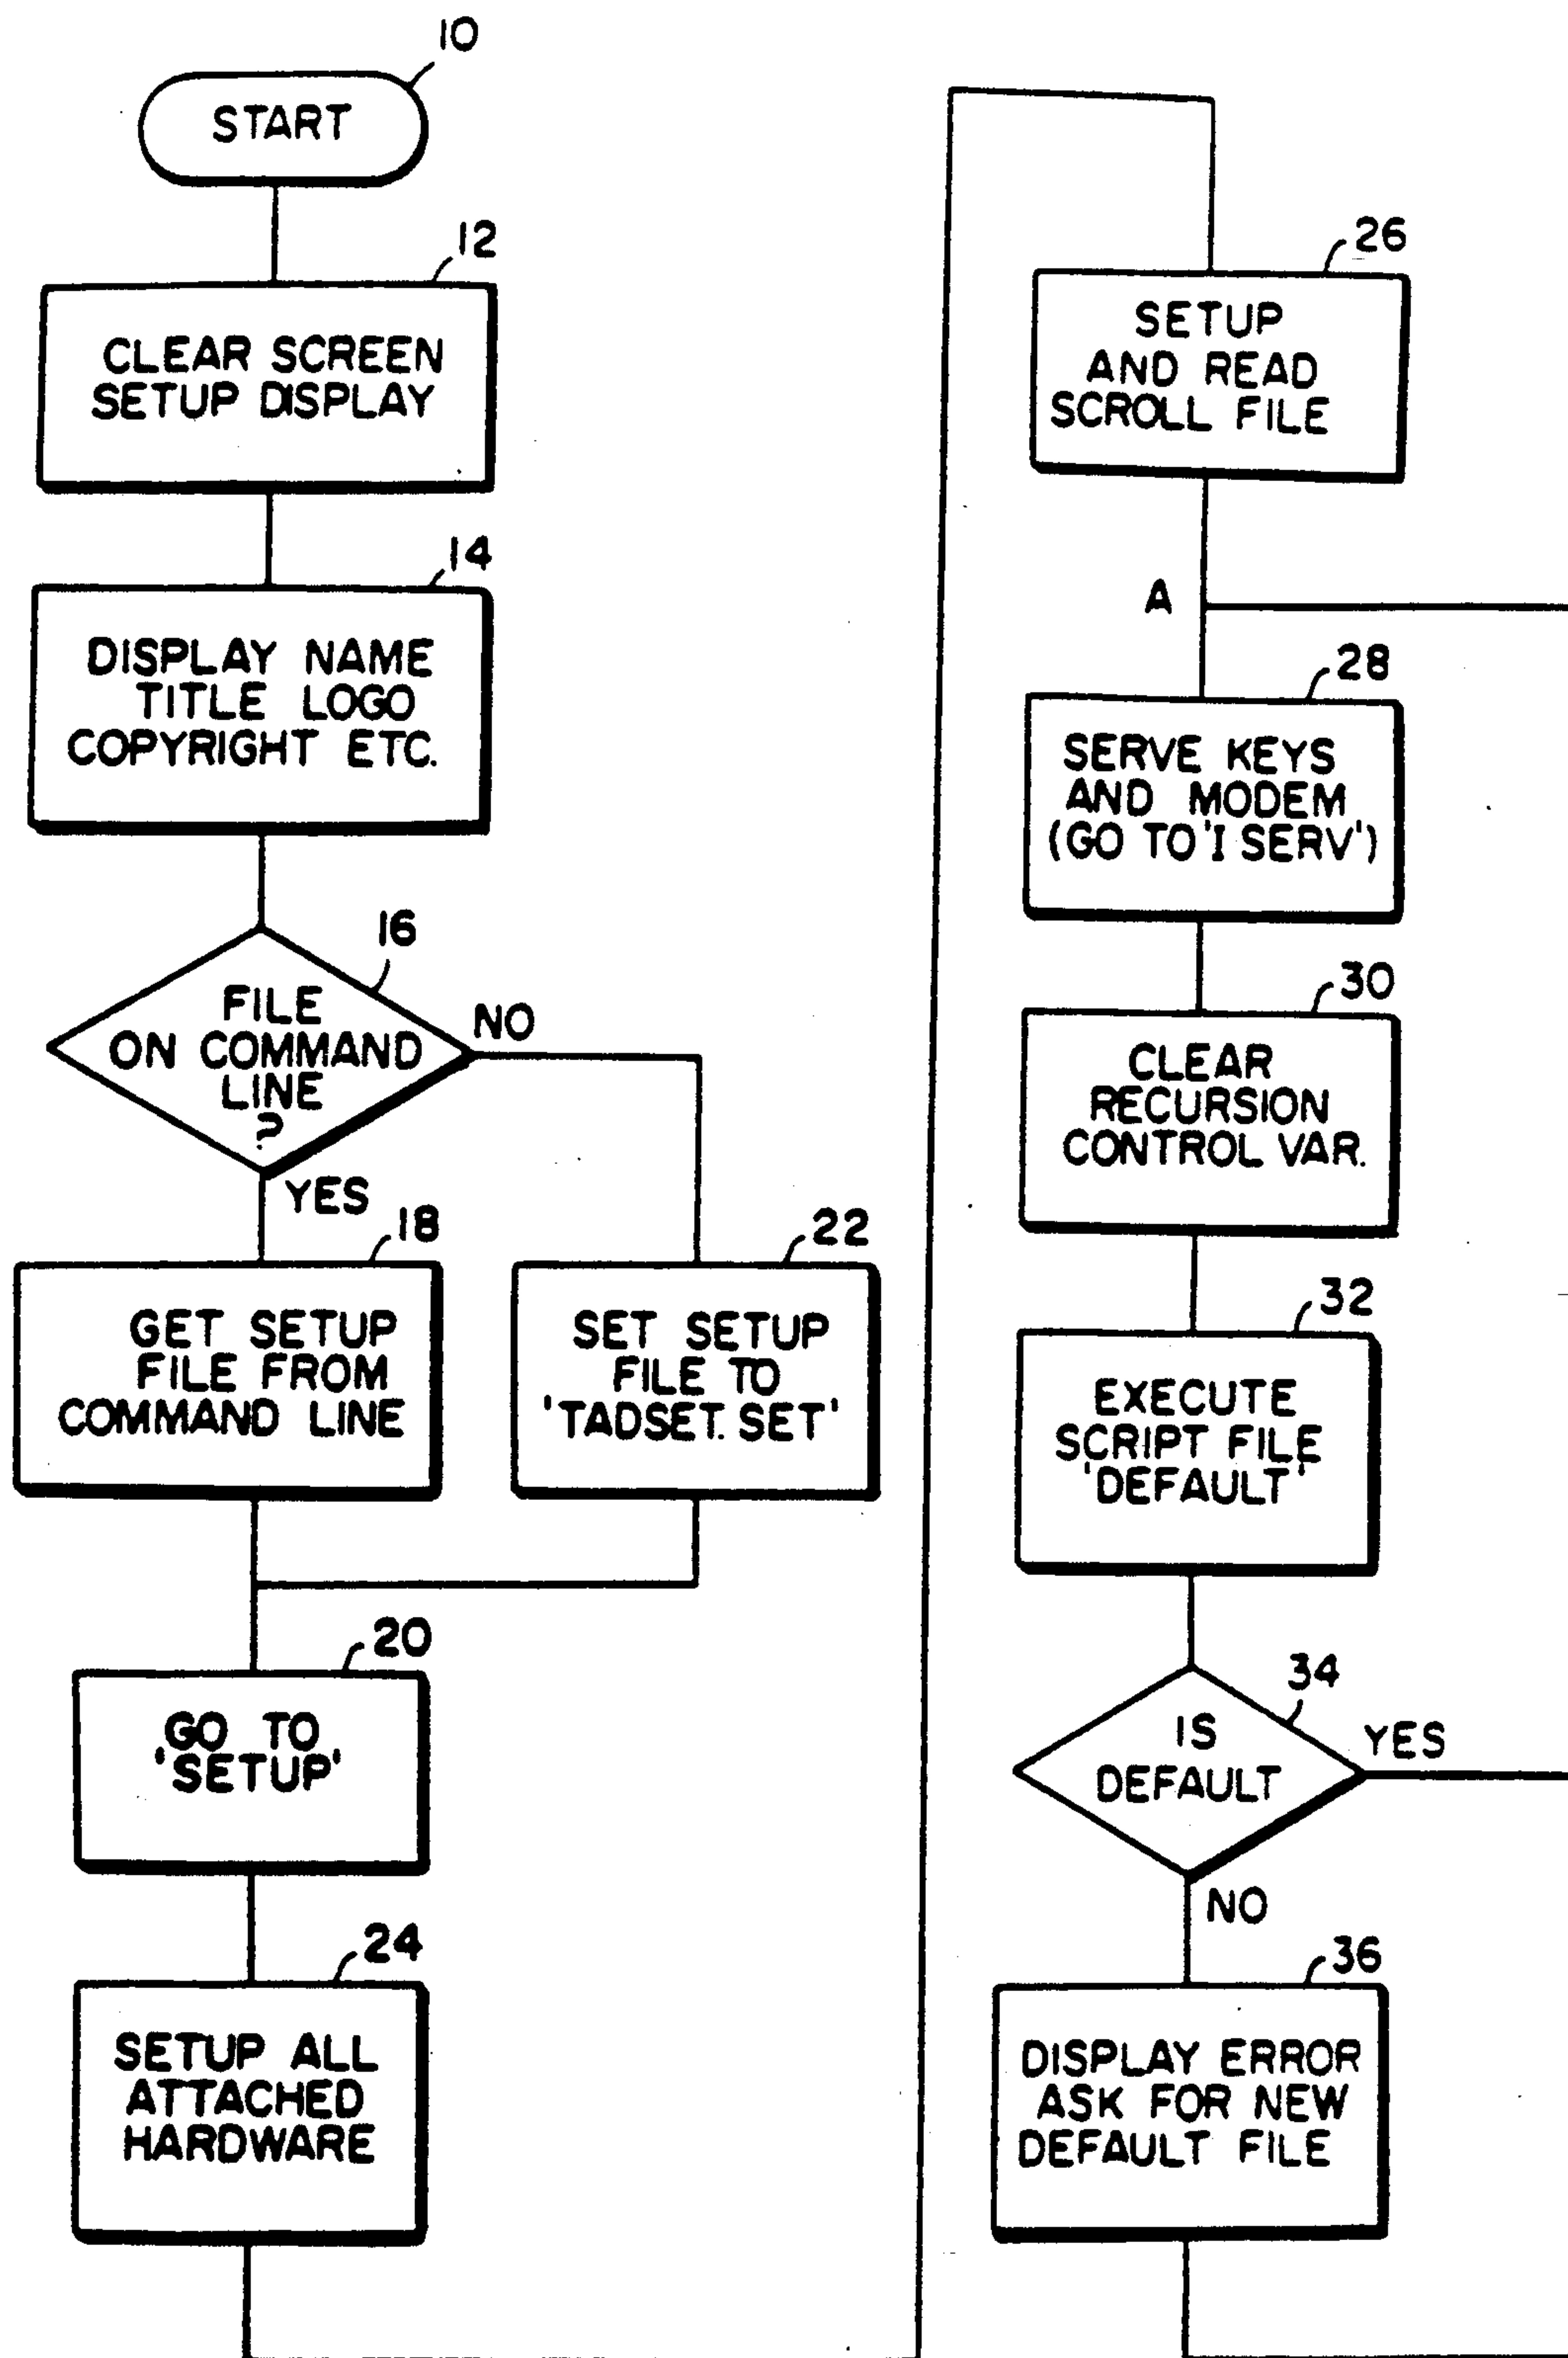 10
START
12
CLEAR SCREEN
SETUP DISPLAY
14
DISPLAY NAME
TITLE LOGO
COPYRIGHT ETC.
16
FILE
ON COMMAND
LINE
?
NO
YES
18
GET SETUP
FILE FROM
COMMAND LINE
22
SET SETUP
FILE TO
'TADSET.SET'
20
GO TO
'SETUP'
24
SETUP ALL
ATTACHED
HARDWARE
26
SETUP
AND READ
SCROLL FILE
A
28
SERVE KEYS
AND MODEM
(GO TO 'I SERV')
30
CLEAR
RECURSION
CONTROL VAR.
32
EXECUTE
SCRIPT FILE
'DEFAULT'
34
IS
DEFAULT
YES
NO
36
DISPLAY ERROR
ASK FOR NEW
DEFAULT FILE